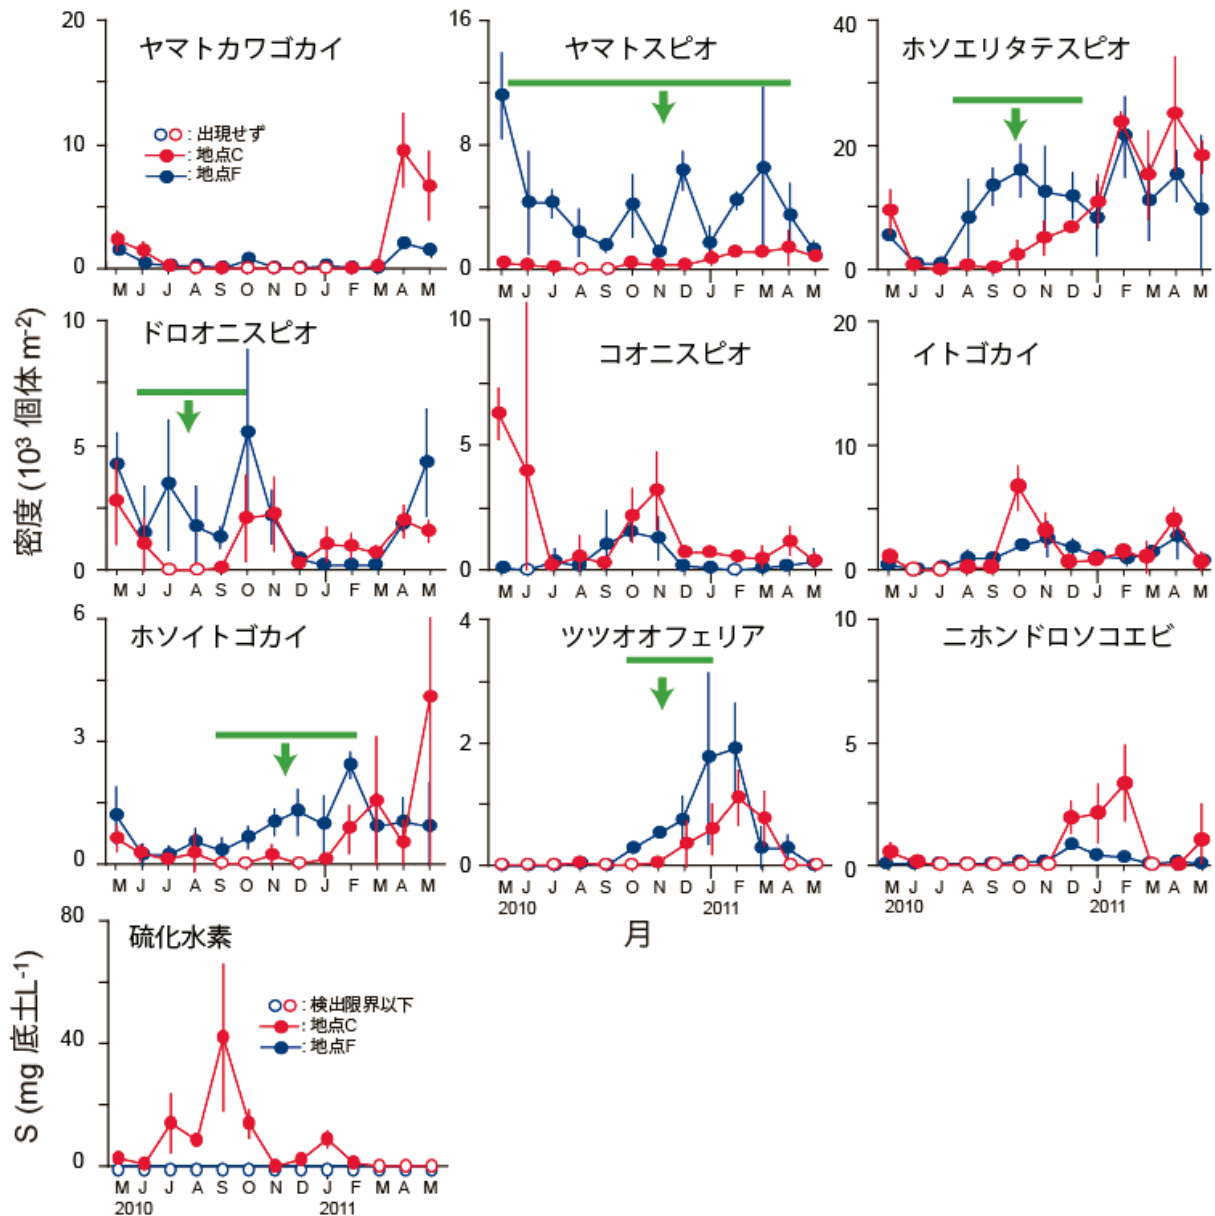 ヤマトカワゴカイ
20
10
0
○○: 出現せず
地点C
地点F
M J J A S O N D J F M A M
ヤマトスピオ
16
8
0
M J J A S O N D J F M A M
ホソエリタテスピオ
40
20
0
M J J A S O N D J F M A M
密度 (10³ 個体 m⁻²)
ドロオニスピオ
10
5
0
M J J A S O N D J F M A M
コオニスピオ
10
5
0
M J J A S O N D J F M A M
イトゴカイ
20
10
0
M J J A S O N D J F M A M
ホソイトゴカイ
6
3
0
M J J A S O N D J F M A M
ツツオオフェリア
4
2
0
M J J A S O N D J F M A M
2010 2011
ニホンドロソコエビ
10
5
0
M J J A S O N D J F M A M
2010 2011
月
硫化水素
S (mg 底土L⁻¹)
80
40
0
○○: 検出限界以下
: 地点C
: 地点F
M J J A S O N D J F M A M
2010 2011